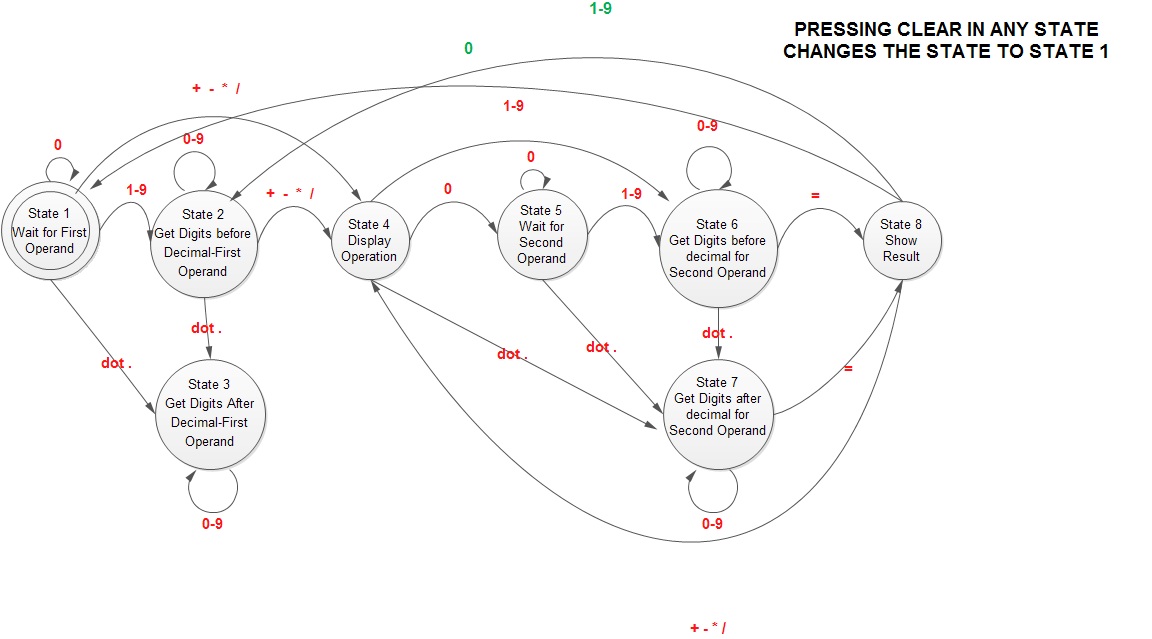 1-9
PRESSING CLEAR IN ANY STATE
CHANGES THE STATE TO STATE 1
0
+ - * /
1-9
0-9
0
0-9
0
1-9
+ - * /
0
1-9
=
State 1
Wait for First
Operand
State 2
Get Digits before
Decimal-First
Operand
State 4
Display
Operation
State 5
Wait for
Second
Operand
State 6
Get Digits before
decimal for
Second Operand
State 8
Show
Result
dot .
dot .
dot .
dot .
dot .
=
State 3
Get Digits After
Decimal-First
Operand
State 7
Get Digits after
decimal for
Second Operand
0-9
0-9
+ - * /